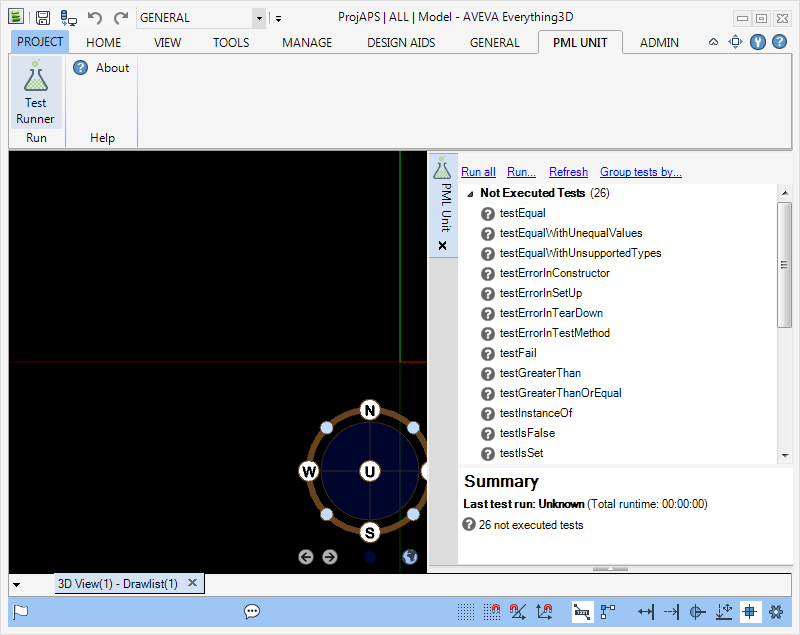 GENERAL
ProjAPS | ALL | Model - AVEVA Everything3D
PROJECT HOME VIEW TOOLS MANAGE DESIGN AIDS GENERAL PML UNIT ADMIN
Test
Runner
About
Run
Help
PML Unit
Run all Run... Refresh Group tests by...
Not Executed Tests (26)
testEqual
testEqualWithUnequalValues
testEqualWithUnsupportedTypes
testErrorInConstructor
testErrorInSetUp
testErrorInTearDown
testErrorInTestMethod
testFail
testGreaterThan
testGreaterThanOrEqual
testInstanceOf
testIsFalse
testIsSet
N
W
U
S
Summary
Last test run: Unknown (Total runtime: 00:00:00)
26 not executed tests
3D View(1) - Drawlist(1)